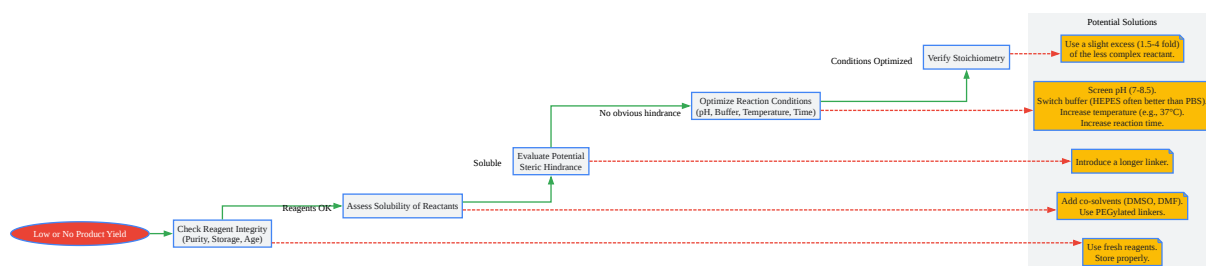 Potential Solutions
Use a slight excess (1.5-4 fold)
of the less complex reactant.
Conditions Optimized
Verify Stoichiometry
Screen pH (7-8.5).
Switch buffer (HEPES often better than PBS).
Increase temperature (e.g., 37°C).
Increase reaction time.
Optimize Reaction Conditions
(pH, Buffer, Temperature, Time)
No obvious hindrance
Evaluate Potential
Steric Hindrance
Soluble
Introduce a longer linker.
Assess Solubility of Reactants
Reagents OK
Add co-solvents (DMSO, DMF).
Use PEGylated linkers.
Low or No Product Yield
Check Reagent Integrity
(Purity, Storage, Age)
Use fresh reagents.
Store properly.